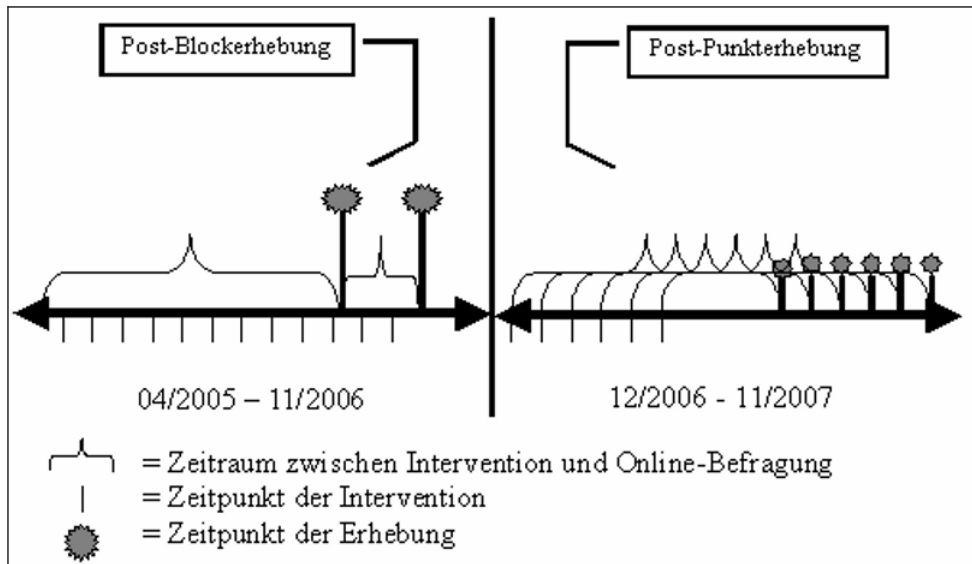 Post-Blockerhebung
Post-Punkterhebung
04/2005 – 11/2006
12/2006 - 11/2007
= Zeitraum zwischen Intervention und Online-Befragung
= Zeitpunkt der Intervention
= Zeitpunkt der Erhebung